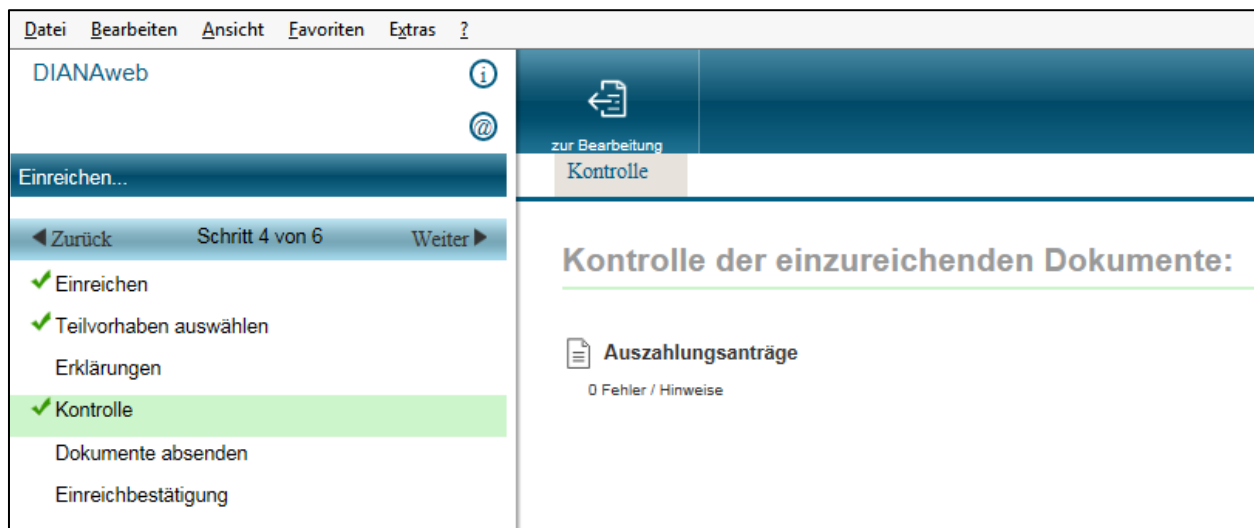 Datei Bearbeiten Ansicht Favoriten Extras ?
DIANAweb
zur Bearbeitung
Einreichen...
Kontrolle
Zurück Schritt 4 von 6 Weiter
Einreichen
Teilvorhaben auswählen
Erklärungen
Kontrolle
Dokumente absenden
Einreichbestätigung
Kontrolle der einzureichenden Dokumente:
Auszahlungsanträge
0 Fehler / Hinweise